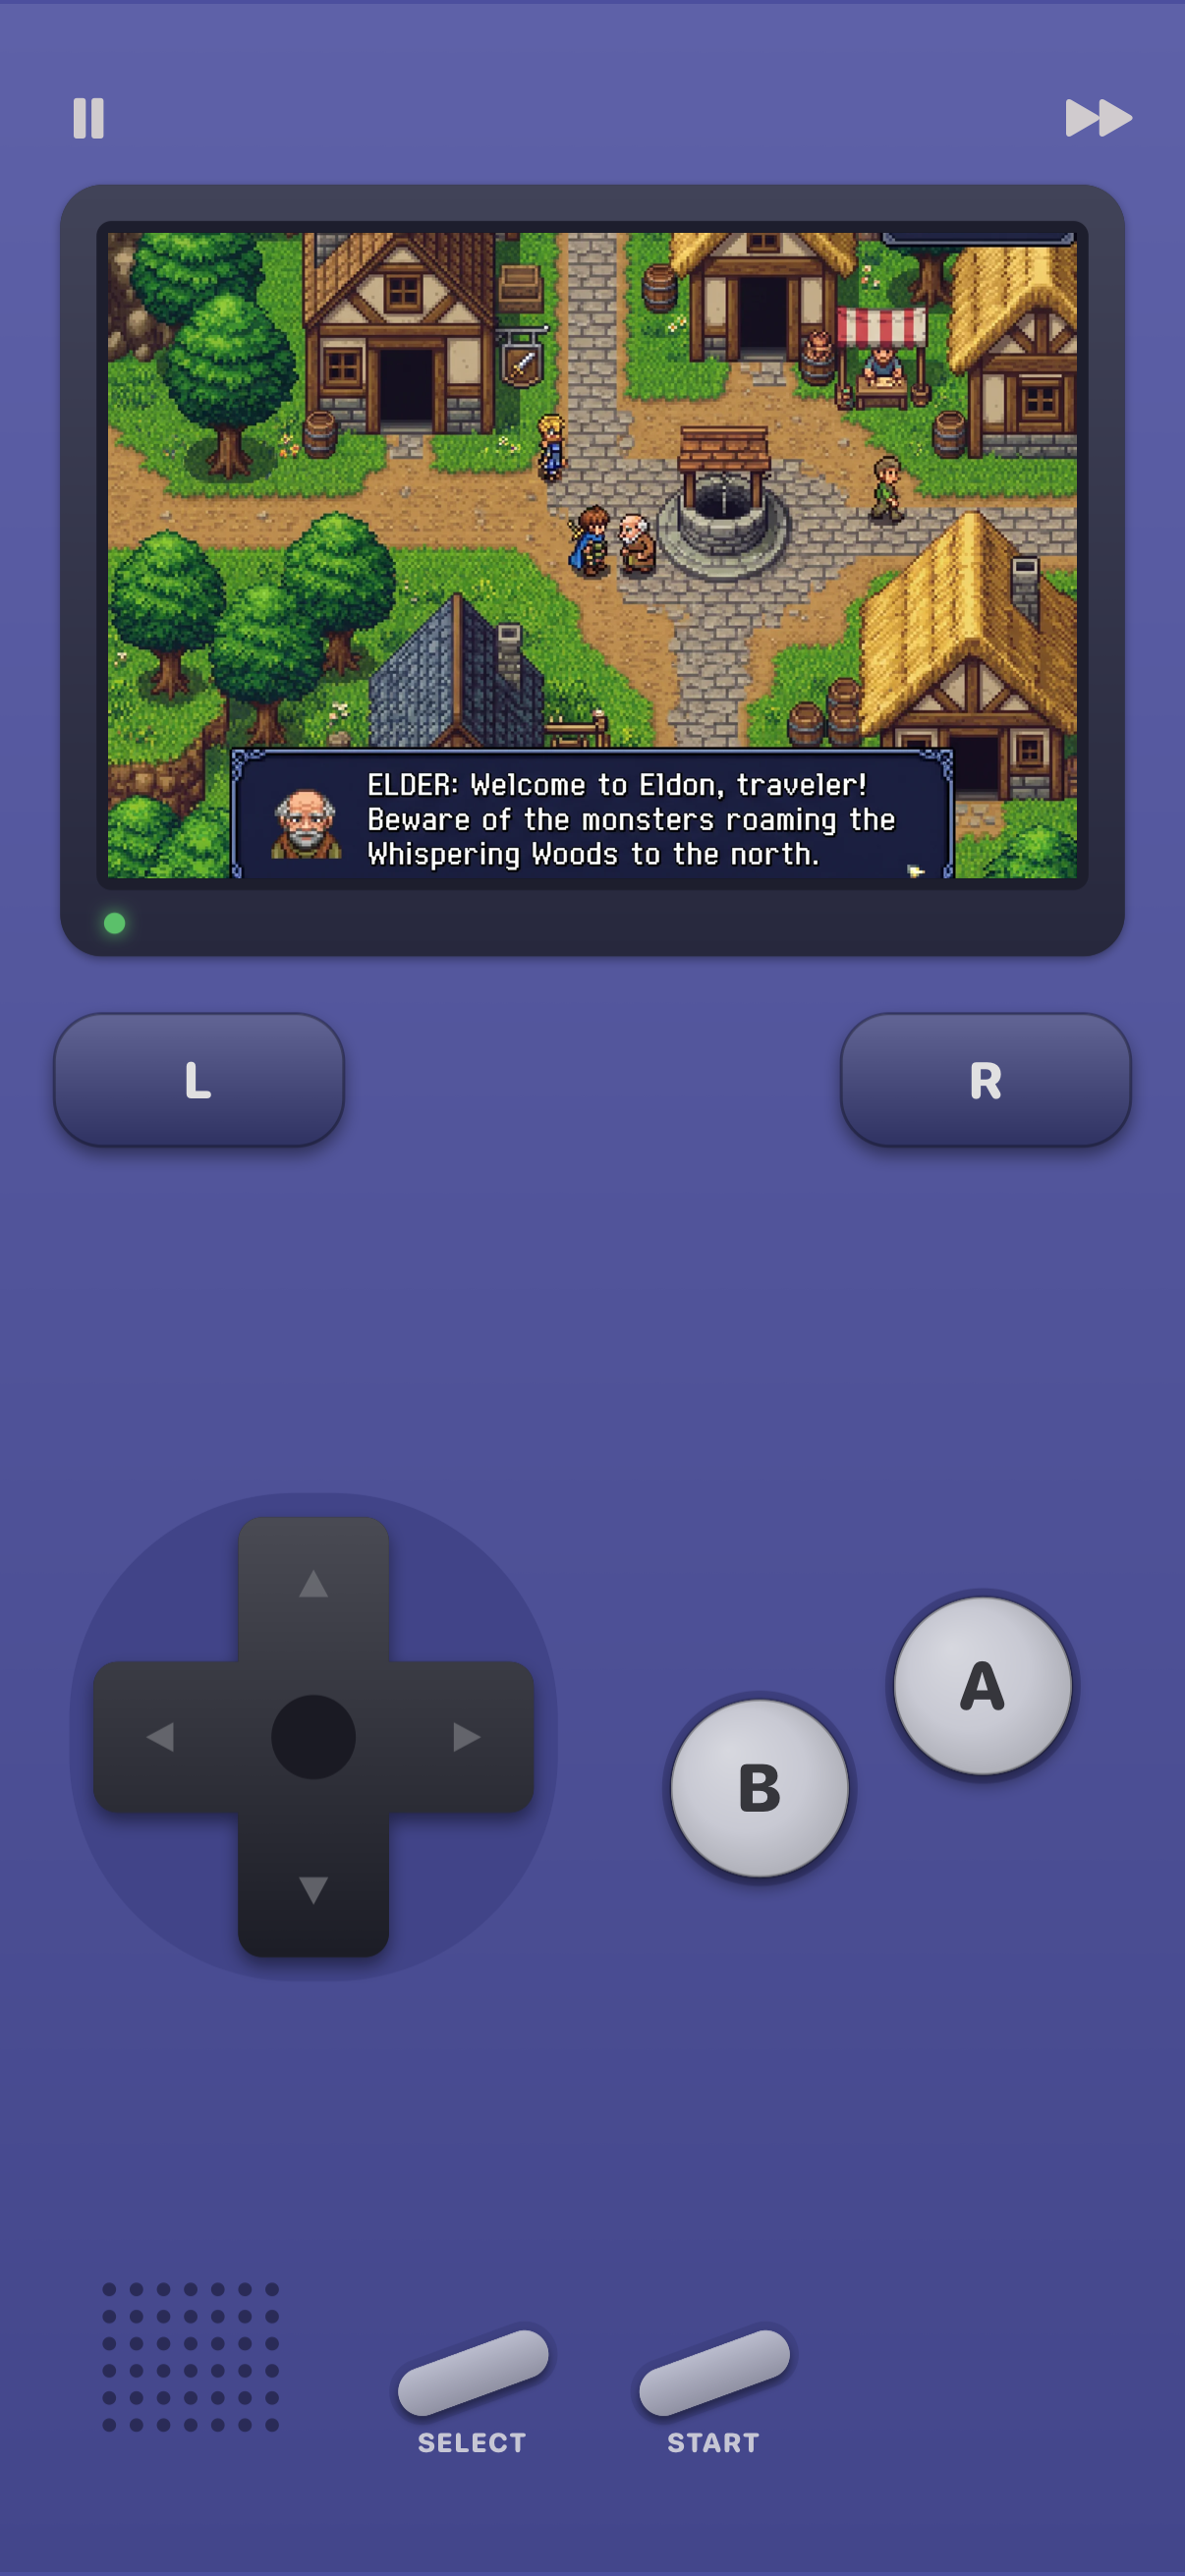 ELDER: Welcome to Eldon, traveler!
Beware of the monsters roaming the
Whispering Woods to the north.
L
R
A
B
SELECT
START